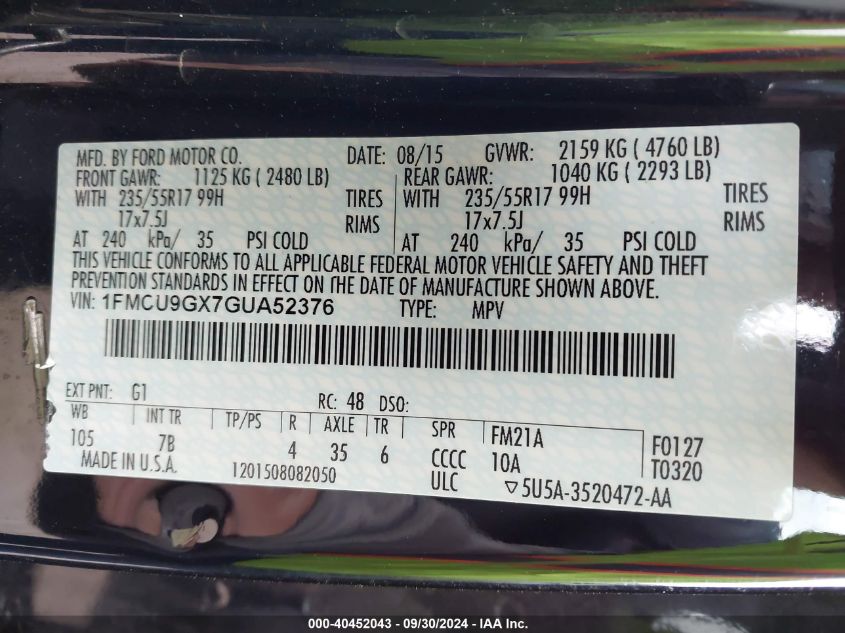 MFD. BY FORD MOTOR CO. DATE: 08/15 GVWR: 2159 KG ( 4760 LB)
FRONT GAWR: 1125 KG ( 2480 LB) REAR GAWR: 1040 KG ( 2293 LB)
WITH 235/55R17 99H TIRES WITH 235/55R17 99H TIRES
17x7.5J RIMS 17x7.5J RIMS
AT 240 kPa/ 35 PSI COLD AT 240 kPa/ 35 PSI COLD
THIS VEHICLE CONFORMS TO ALL APPLICABLE FEDERAL MOTOR VEHICLE SAFETY AND THEFT
PREVENTION STANDARDS IN EFFECT ON THE DATE OF MANUFACTURE SHOWN ABOVE.
VIN: 1FMCU9GX7GUA52376 TYPE: MPV
EXT PNT: G1 RC: 48 DSO:
WB INT TR TP/PS R AXLE TR SPR FM21A F0127
105 7B 4 35 6 CCCC 10A T0320
MADE IN U.S.A. 1201508082050 ULC ▽5U5A-3520472-AA
000-40452043 - 09/30/2024 - IAA Inc.